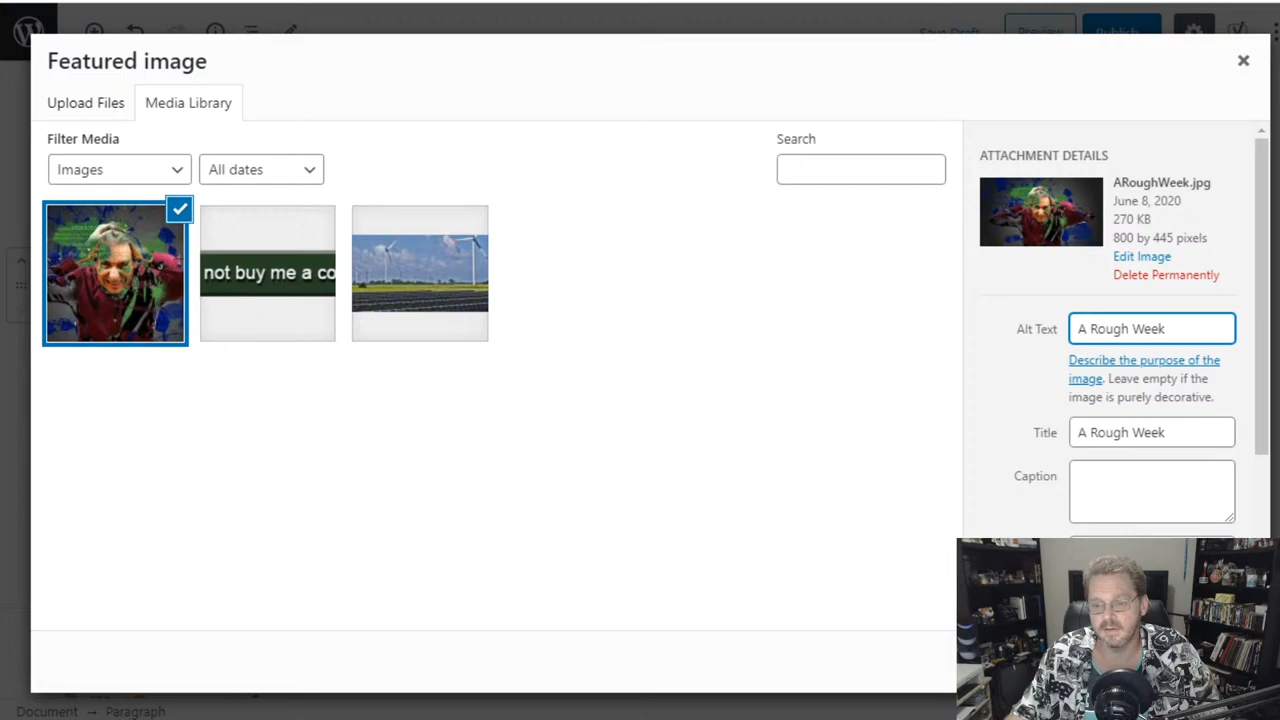 Save Draft
Preview
Publish...
Featured image
Upload Files
Media Library
Filter Media
Images
All dates
Search
not buy me a co
ATTACHMENT DETAILS
ARoughWeek.jpg
June 8, 2020
270 KB
800 by 445 pixels
Edit Image
Delete Permanently
Alt Text
A Rough Week
Describe the purpose of the
image. Leave empty if the
image is purely decorative.
Title
A Rough Week
Caption
Document → Paragraph